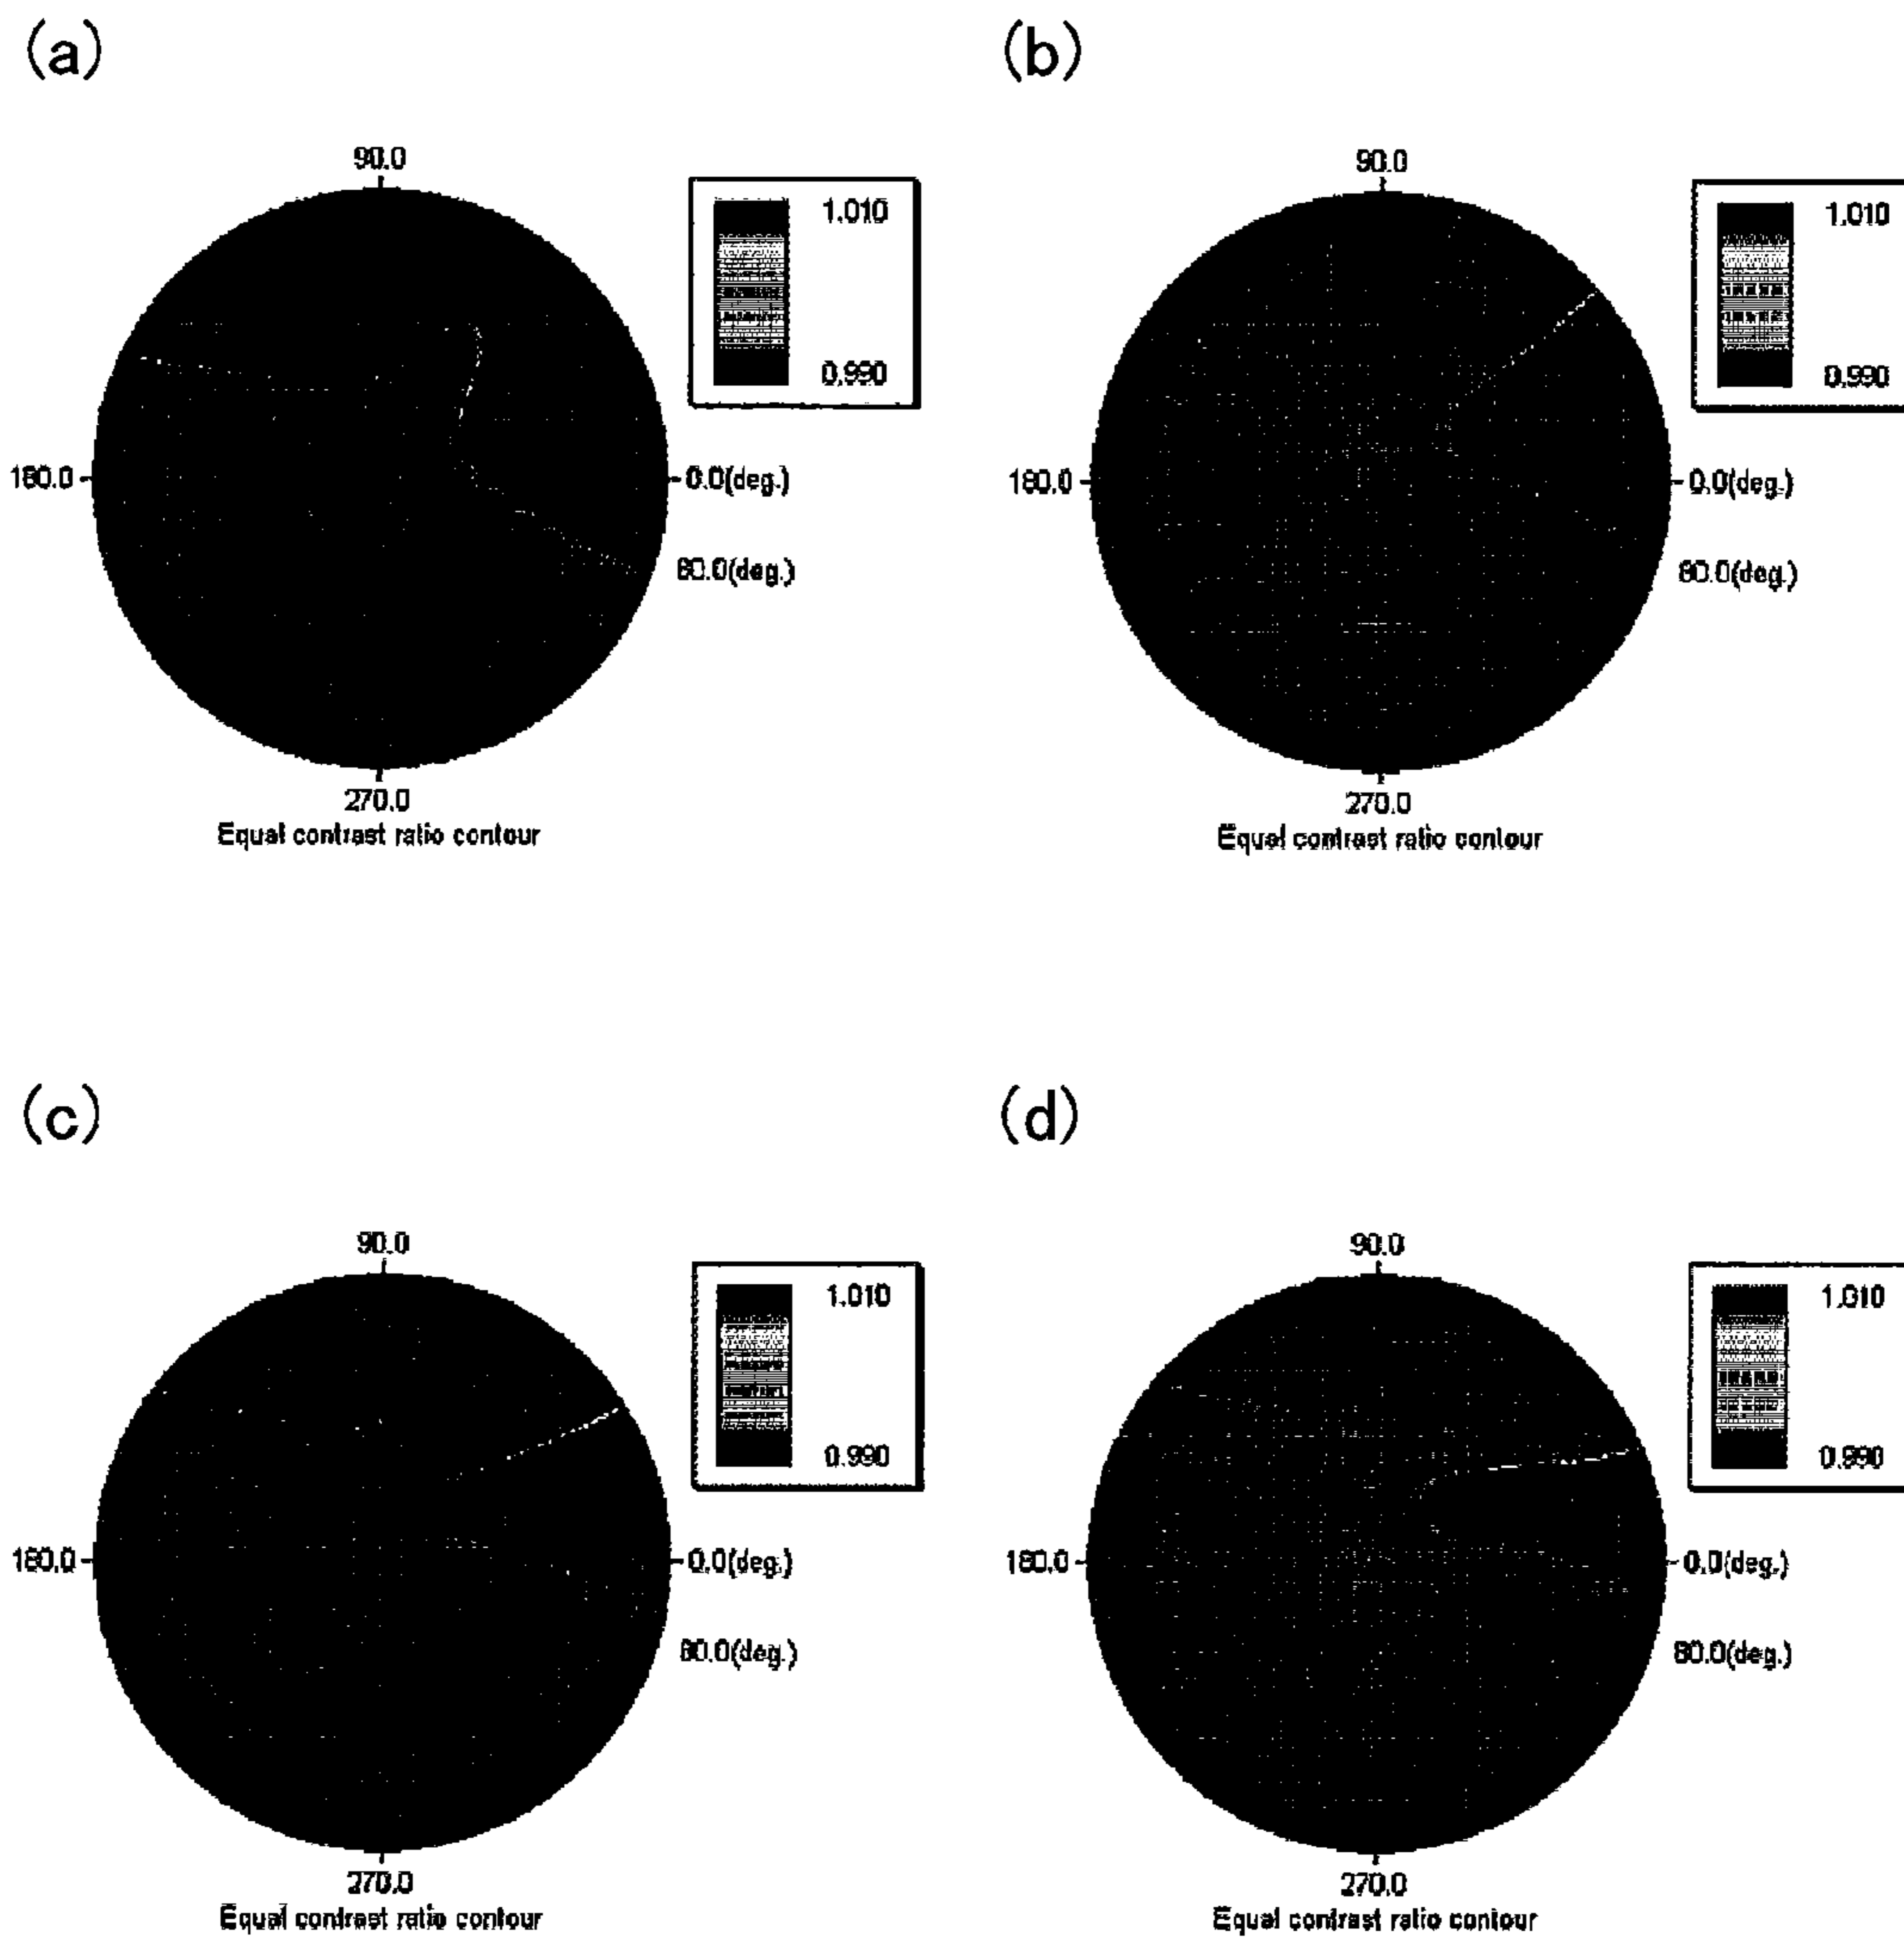 (a)
90.0
1.010
0.990
180.0
0.0(deg.)
80.0(deg.)
270.0
Equal contrast ratio contour
(b)
90.0
1.010
0.990
180.0
0.0(deg.)
80.0(deg.)
270.0
Equal contrast ratio contour
(c)
90.0
1.010
0.990
180.0
0.0(deg.)
80.0(deg.)
270.0
Equal contrast ratio contour
(d)
90.0
1.010
0.990
180.0
0.0(deg.)
80.0(deg.)
270.0
Equal contrast ratio contour